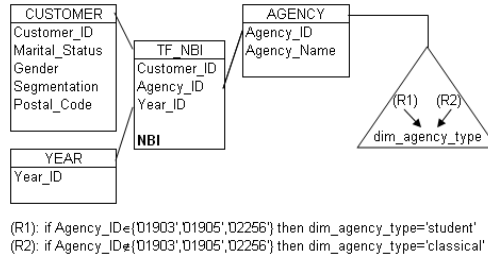 CUSTOMER
Customer_ID
Marital_Status
Gender
Segmentation
Postal_Code
TF_NBI
Customer_ID
Agency_ID
Year_ID
NBI
AGENCY
Agency_ID
Agency_Name
YEAR
Year_ID
(R1) (R2)
dim_agency_type
(R1): if Agency_ID∈{'01903','01905','02256'} then dim_agency_type='student'
(R2): if Agency_ID∉{'01903','01905','02256'} then dim_agency_type='classical'